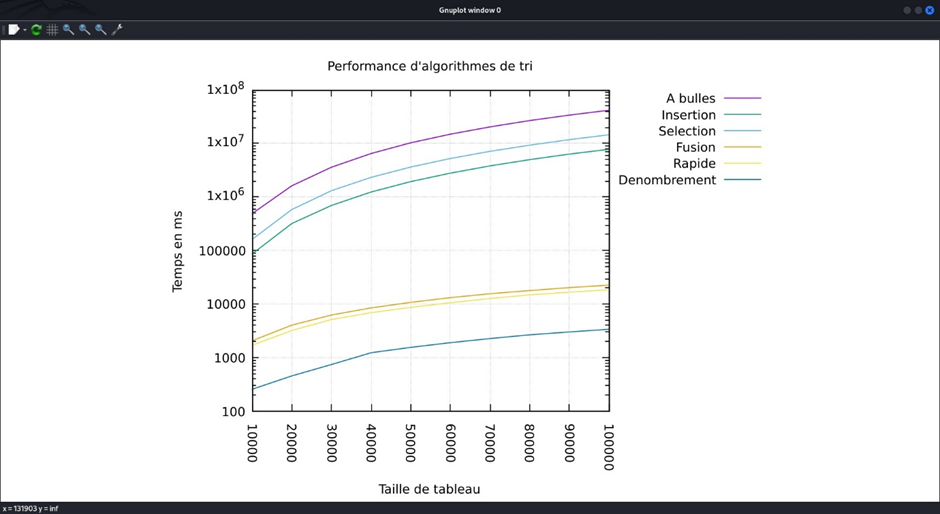 Gnuplot window 0
Performance d'algorithmes de tri
1x10^8
1x10^7
1x10^6
100000
10000
1000
100
Temps en ms
A bulles
Insertion
Selection
Fusion
Rapide
Denombrement
10000
20000
30000
40000
50000
60000
70000
80000
90000
100000
Taille de tableau
x = 131903 y = inf